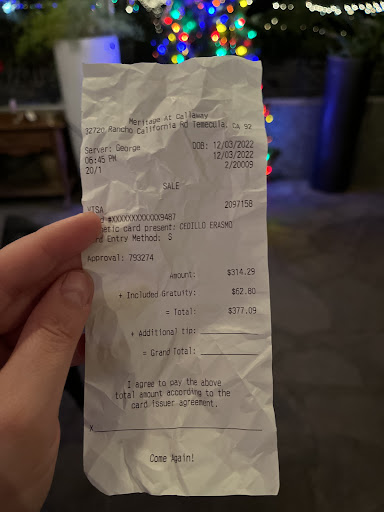 Meritage At Callaway
32720 Rancho California Rd Temecula, CA 92
Server: George DOB: 12/03/2022
06:45 PM 12/03/2022
20/1 2/20009
SALE
VISA 2097158
#XXXXXXXXXXXX9487
card present: CEDILLO ERASMO
Entry Method: S
Approval: 793274
Amount: $314.29
+ Included Gratuity: $62.80
= Total: $377.09
+ Additional tip:
= Grand Total:
I agree to pay the above
total amount according to the
card issuer agreement.
X
Come Again!